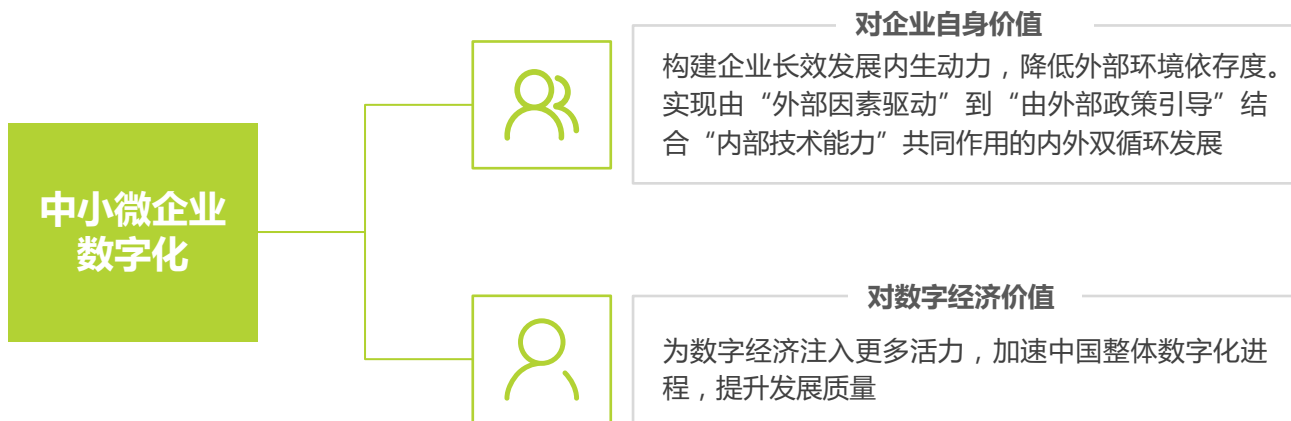 中小微企业
数字化
对企业自身价值
构建企业长效发展内生动力，降低外部环境依存度。
实现由“外部因素驱动”到“由外部政策引导”结
合“内部技术能力”共同作用的内外双循环发展
对数字经济价值
为数字经济注入更多活力，加速中国整体数字化进
程，提升发展质量